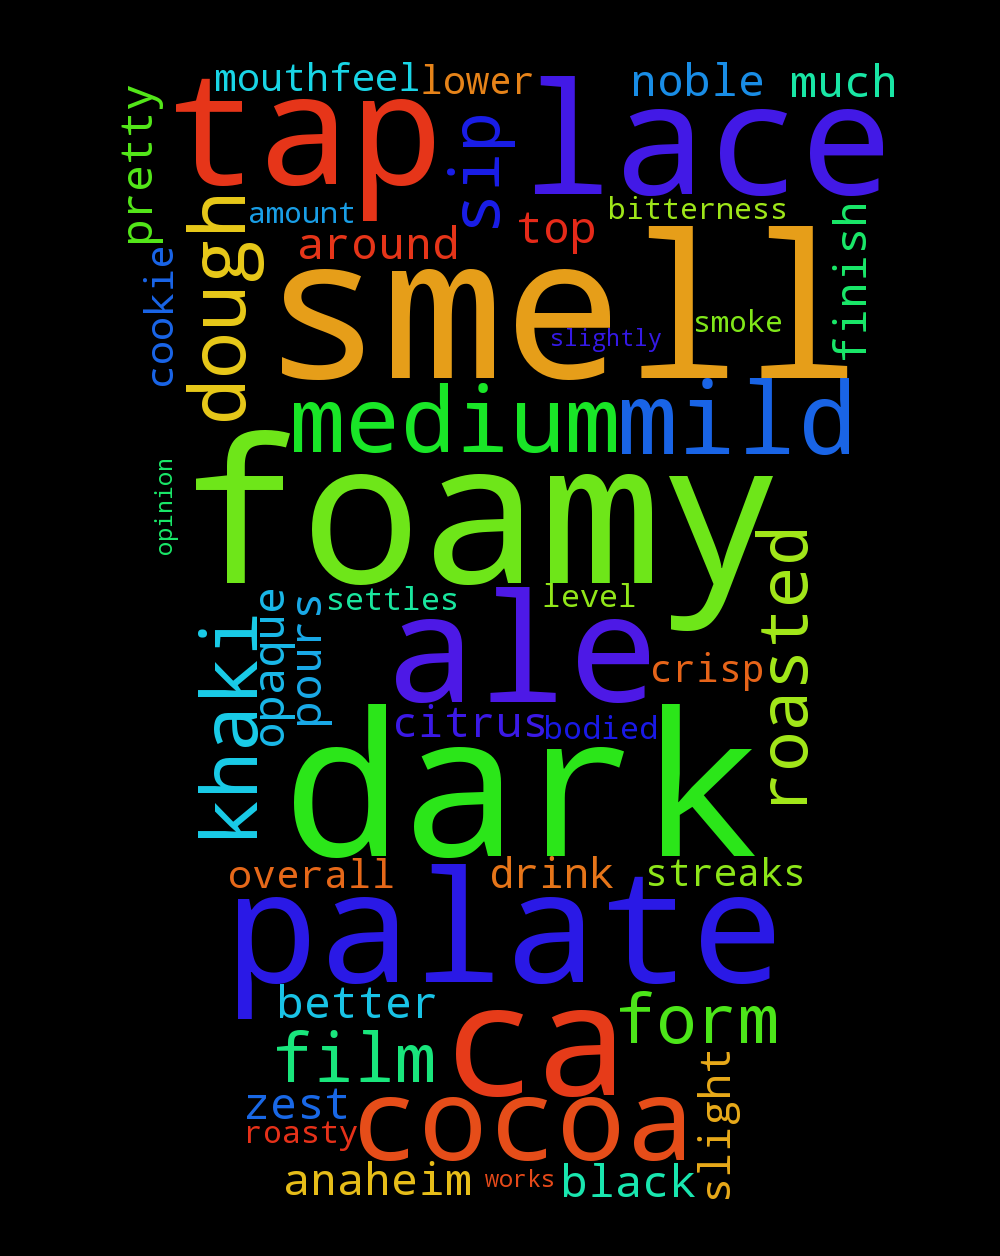 mouthfeel
lower
noble
much
pretty
tap
sip
lace
amount
around
top
bitterness
finish
cookie
dough
smell
slightly
smoke
medium
mild
opinion
foamy
roasted
settles
level
khaki
opaque
pours
ale
crisp
citrus
bodied
dark
overall
drink
streaks
palate
better
ca
form
film
zest
roasty
cocoa
slight
anaheim
works
black